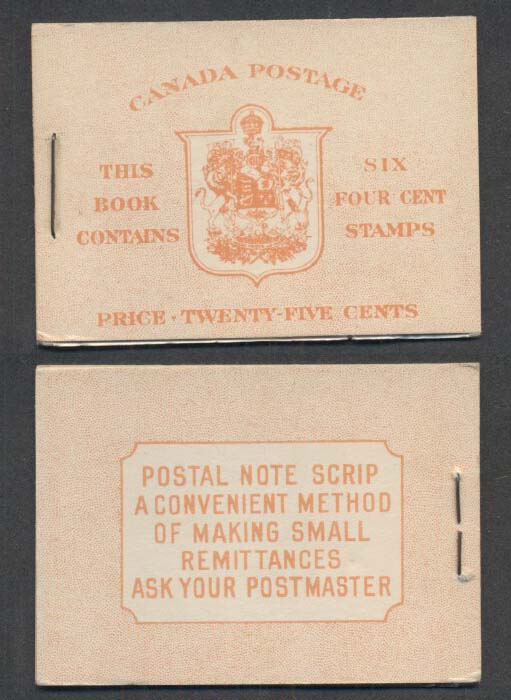 CANADA POSTAGE
THIS
BOOK
CONTAINS
SIX
FOUR CENT
STAMPS
PRICE · TWENTY-FIVE CENTS
POSTAL NOTE SCRIP
A CONVENIENT METHOD
OF MAKING SMALL
REMITTANCES
ASK YOUR POSTMASTER